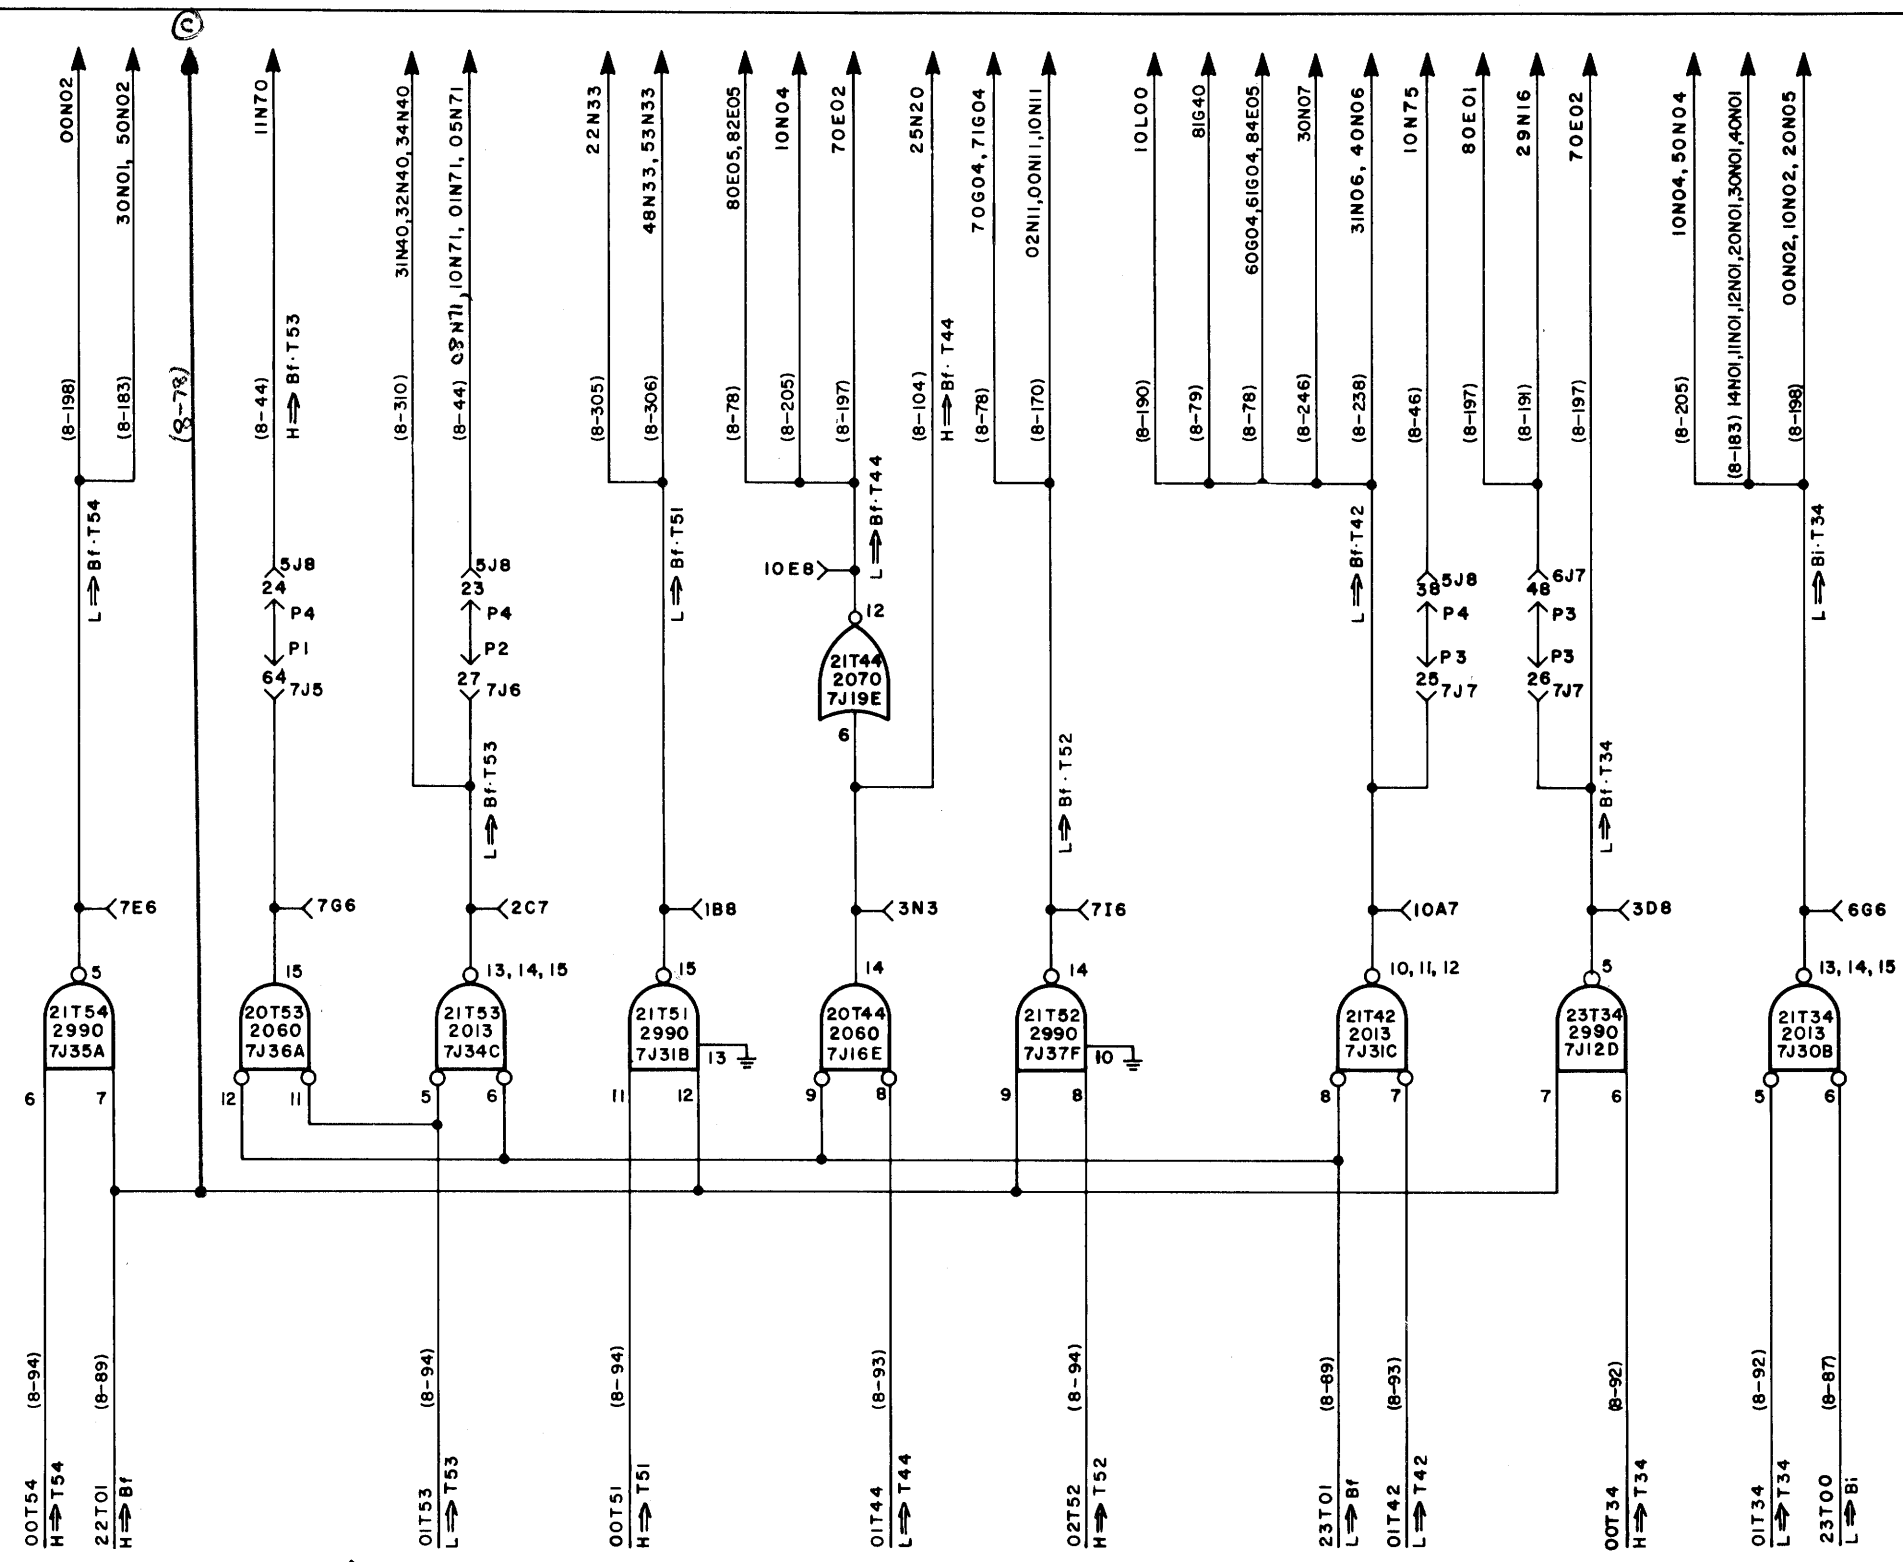 C
00N02
30N01, 50N02
11N70
31N40,32N40,34N40
08N71,10N71, 01N71, 05N71
22N33
48N33, 53N33
80E05,82E05
10N04
70E02
25N20
70G04,71G04
02N11,00N11,10N11
10L00
81G40
60G04,61G04,84E05
30N07
31N06, 40N06
10N75
80E01
29N16
70E02
10N04,50N04
14N01,11N01,12N01,20N01,30N01,40N01
00N02,10N02,20N05
(8-198)
(8-183)
(8-78)
(8-44)
H⇒Bf·T53
(8-310)
(8-44)
(8-305)
(8-306)
(8-78)
(8-205)
(8-197)
(8-104)
H⇒Bf·T44
(8-78)
(8-170)
(8-190)
(8-79)
(8-78)
(8-246)
(8-238)
(8-46)
(8-197)
(8-191)
(8-197)
(8-205)
(8-183)
(8-198)
L⇒Bf·T54
L⇒Bf·T51
L⇒Bf·T44
L⇒Bf·T42
L⇒Bi·T34
5J8
24
P4
P1
64
7J5
5J8
23
P4
P2
27
7J6
10E8
12
21T44
2070
7J19E
6
5J8
38
P4
P3
25
7J7
6J7
48
P3
P3
26
7J7
L⇒Bf·T53
L⇒Bf·T52
L⇒Bf·T34
7E6
7G6
2C7
1B8
3N3
7I6
10A7
3D8
6G6
5
15
13, 14, 15
15
14
14
10, 11, 12
5
13, 14, 15
21T54
2990
7J35A
20T53
2060
7J36A
21T53
2013
7J34C
21T51
2990
7J31B
13
20T44
2060
7J16E
21T52
2990
7J37F
10
21T42
2013
7J31C
23T34
2990
7J12D
21T34
2013
7J30B
6
7
12
11
5
6
11
12
9
8
9
8
8
7
7
6
5
6
(8-94)
(8-89)
(8-94)
(8-94)
(8-93)
(8-94)
(8-89)
(8-93)
(8-92)
(8-92)
(8-87)
00T54
H⇒T54
22T01
H⇒Bf
01T53
L⇒T53
00T51
H⇒T51
01T44
L⇒T44
02T52
H⇒T52
23T01
L⇒Bf
01T42
L⇒T42
00T34
H⇒T34
01T34
L⇒T34
23T00
L⇒Bi